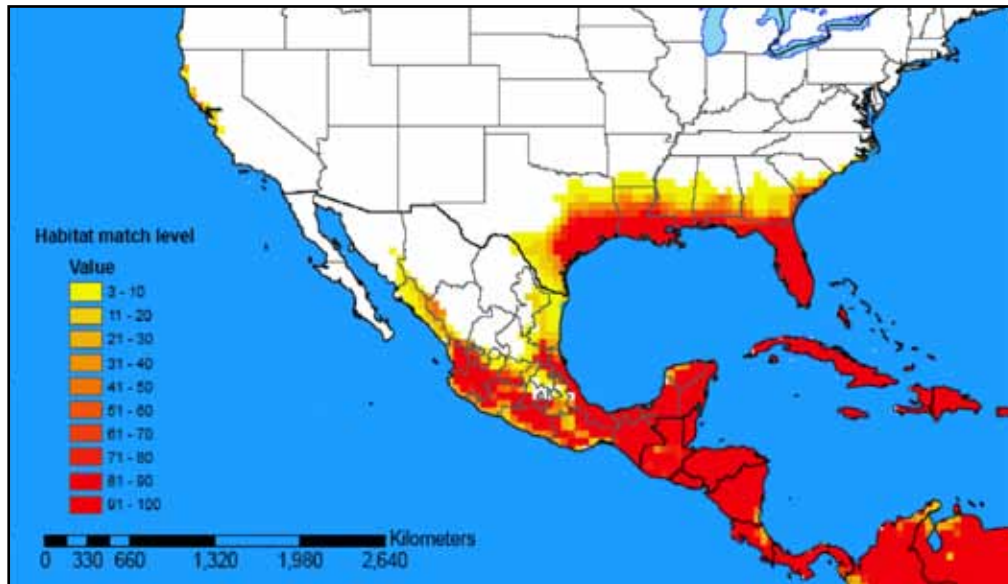 Habitat match level
Value
3 - 10
11 - 20
21 - 30
31 - 40
41 - 50
51 - 60
61 - 70
71 - 80
81 - 90
91 - 100
Kilometers
0 330 660 1,320 1,980 2,640